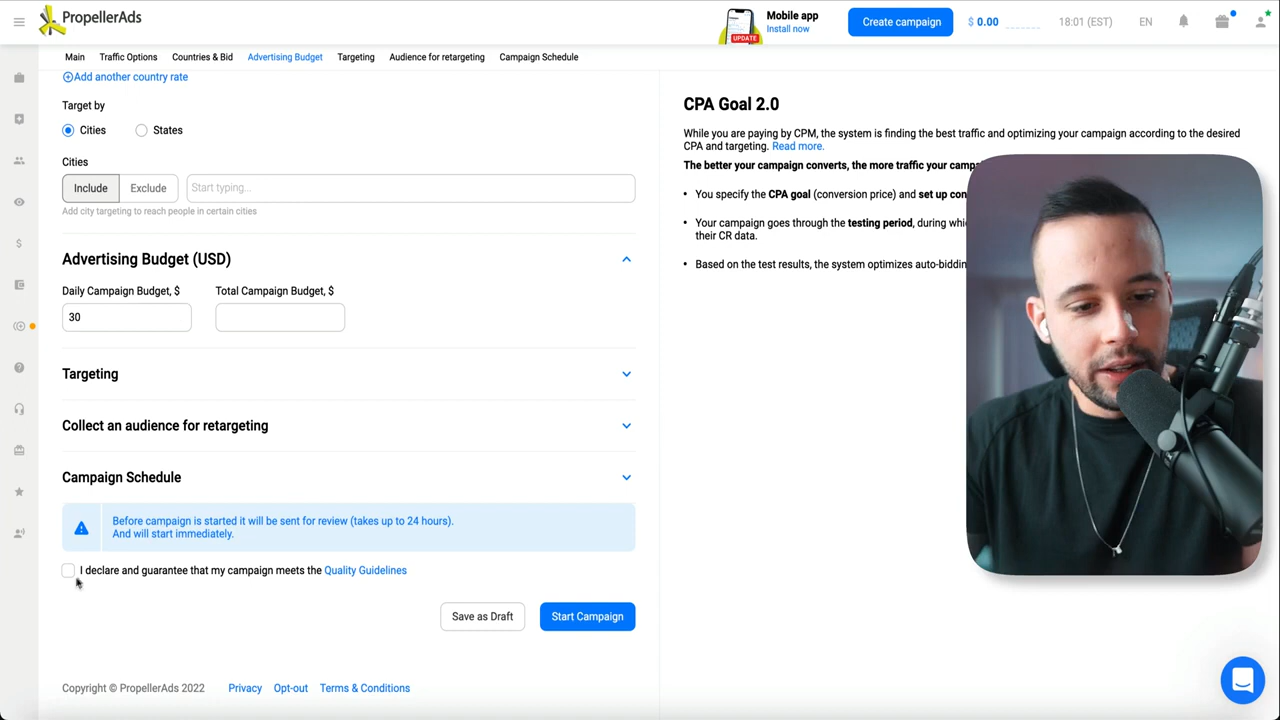 PropellerAds
UPDATE
Mobile app
Install now
Create campaign
$ 0.00
18:01 (EST)
EN
Main
Traffic Options
Countries & Bid
Advertising Budget
Targeting
Audience for retargeting
Campaign Schedule
Add another country rate
Target by
Cities
States
Cities
Include
Exclude
Start typing...
Add city targeting to reach people in certain cities
Advertising Budget (USD)
Daily Campaign Budget, $
Total Campaign Budget, $
30
Targeting
Collect an audience for retargeting
Campaign Schedule
Before campaign is started it will be sent for review (takes up to 24 hours).
And will start immediately.
I declare and guarantee that my campaign meets the Quality Guidelines
Save as Draft
Start Campaign
Copyright © PropellerAds 2022
Privacy
Opt-out
Terms & Conditions
CPA Goal 2.0
While you are paying by CPM, the system is finding the best traffic and optimizing your campaign according to the desired
CPA and targeting. Read more.
The better your campaign converts, the more traffic your
• You specify the CPA goal (conversion price) and set up
• Your campaign goes through the testing period, during
their CR data.
• Based on the test results, the system optimizes auto-bidding